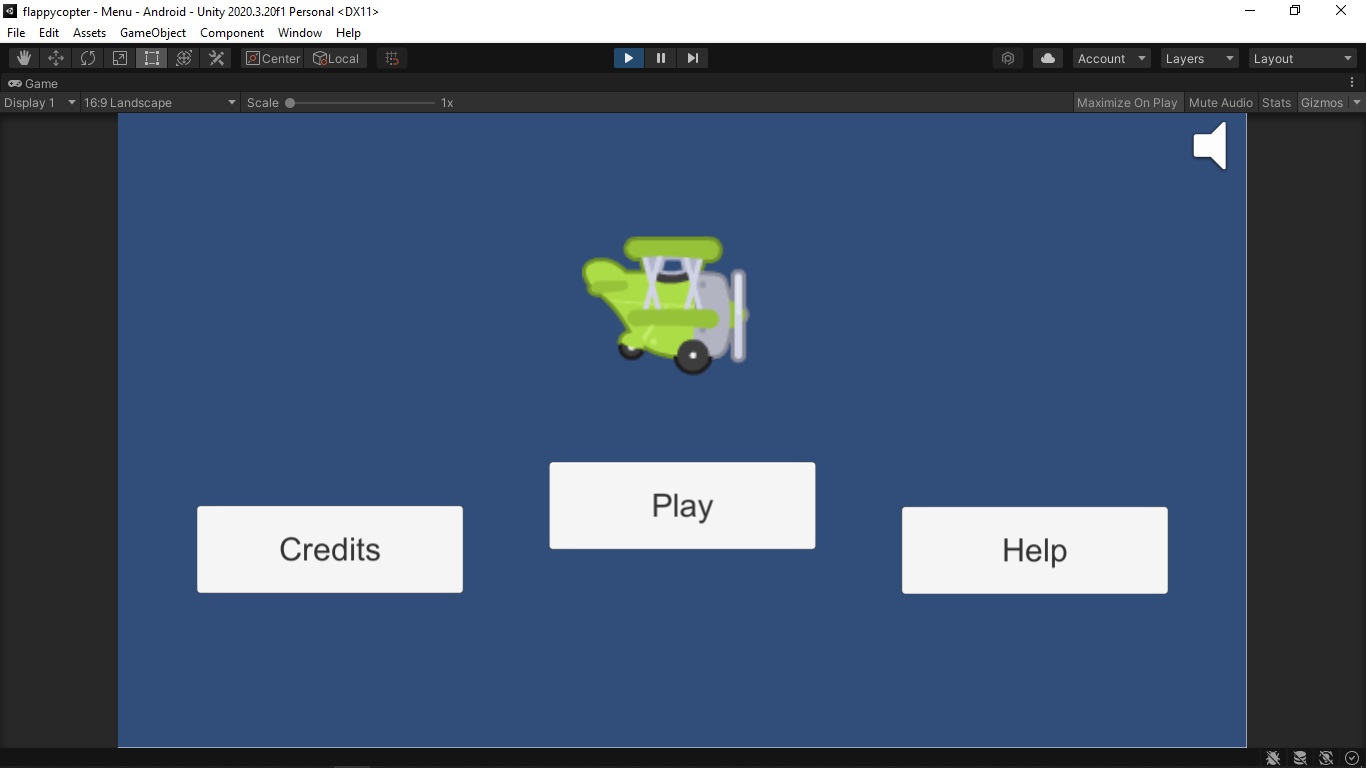 flappycopter - Menu - Android - Unity 2020.3.20f1 Personal <DX11>
File Edit Assets GameObject Component Window Help
Center Local Account Layers Layout
Game
Display 1 16:9 Landscape Scale 1x Maximize On Play Mute Audio Stats Gizmos
Play
Credits
Help